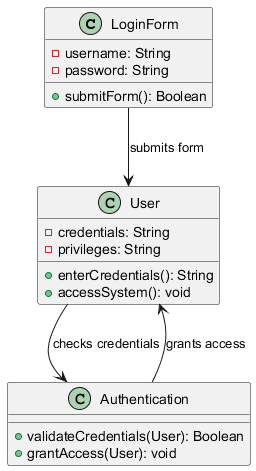 C LoginForm
username: String
password: String
submitForm(): Boolean
submits form
C User
credentials: String
privileges: String
enterCredentials(): String
accessSystem(): void
checks credentials
grants access
C Authentication
validateCredentials(User): Boolean
grantAccess(User): void